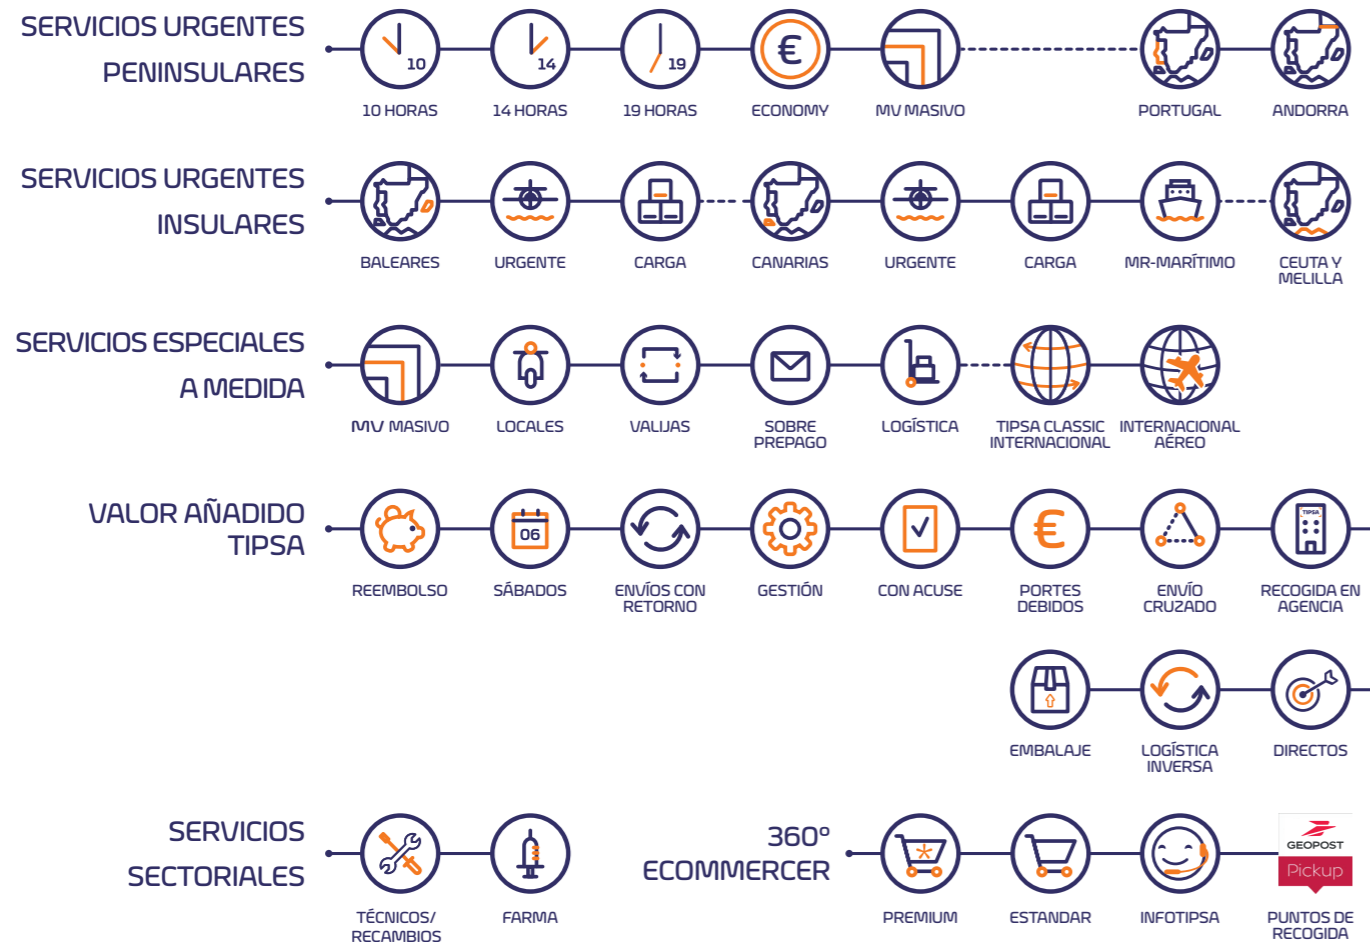 SERVICIOS URGENTES
PENINSULARES
10
14
19
€
10 HORAS
14 HORAS
19 HORAS
ECONOMY
MV MASIVO
PORTUGAL
ANDORRA
SERVICIOS URGENTES
INSULARES
BALEARES
URGENTE
CARGA
CANARIAS
URGENTE
CARGA
MR-MARÍTIMO
CEUTA Y
MELILLA
SERVICIOS ESPECIALES
A MEDIDA
MV MASIVO
LOCALES
VALIJAS
SOBRE
PREPAGO
LOGÍSTICA
TIPSA CLASSIC
INTERNACIONAL
INTERNACIONAL
AÉREO
VALOR AÑADIDO
TIPSA
06
€
TIPSA
REEMBOLSO
SÁBADOS
ENVÍOS CON
RETORNO
GESTIÓN
CON ACUSE
PORTES
DEBIDOS
ENVÍO
CRUZADO
RECOGIDA EN
AGENCIA
EMBALAJE
LOGÍSTICA
INVERSA
DIRECTOS
SERVICIOS
SECTORIALES
TÉCNICOS/
RECAMBIOS
FARMA
360º
ECOMMERCER
GEOPOST
Pickup
PREMIUM
ESTANDAR
INFOTIPSA
PUNTOS DE
RECOGIDA